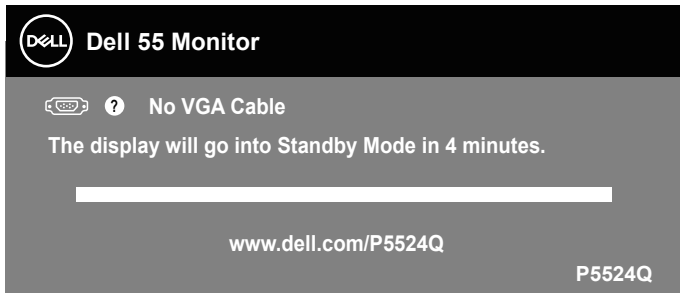 DELL Dell 55 Monitor
? No VGA Cable
The display will go into Standby Mode in 4 minutes.
www.dell.com/P5524Q
P5524Q